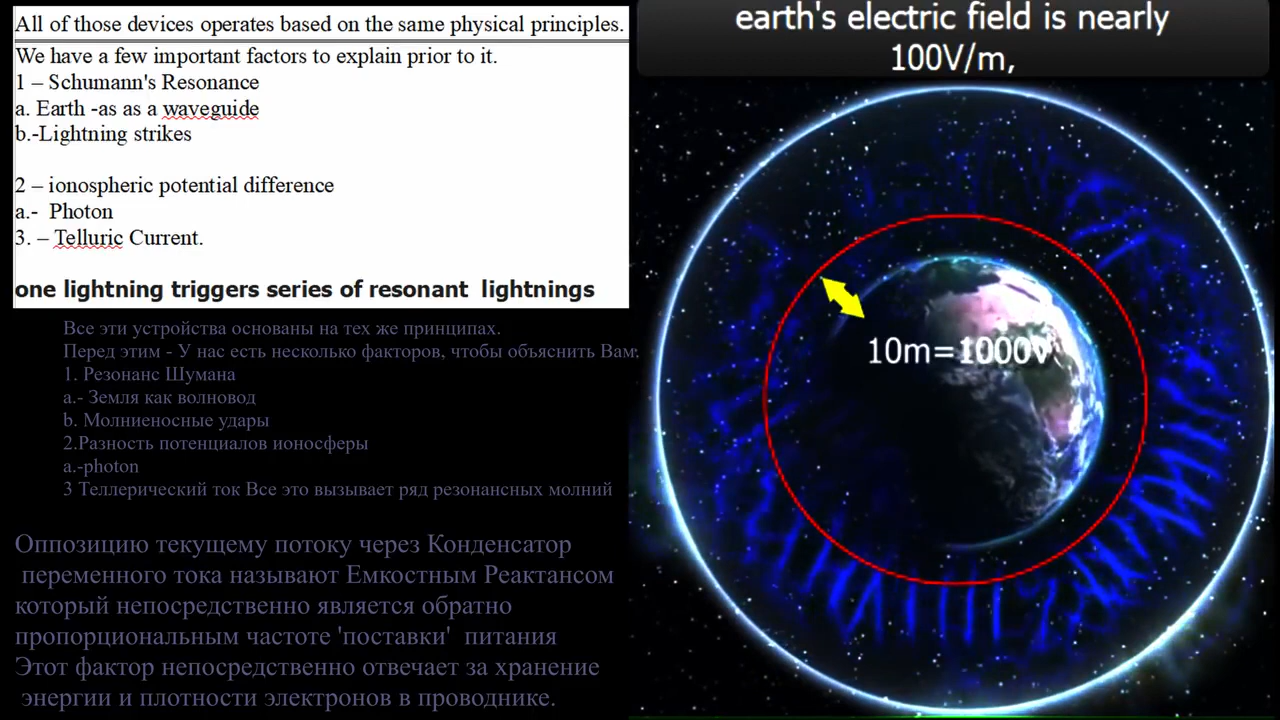 All of those devices operates based on the same physical principles.
We have a few important factors to explain prior to it.
1 – Schumann's Resonance
a. Earth -as as a waveguide
b.-Lightning strikes
2 – ionospheric potential difference
a.- Photon
3. – Telluric Current.
one lightning triggers series of resonant lightnings
Все эти устройства основаны на тех же принципах.
Перед этим - У нас есть несколько факторов, чтобы объяснить Вам:
1. Резонанс Шумана
a.- Земля как волновод
b. Молниеносные удары
2.Разность потенциалов ионосферы
a.-photon
3 Теллерический ток Все это вызывает ряд резонансных молний
Оппозицию текущему потоку через Конденсатор
переменного тока называют Емкостным Реактансом
который непосредственно является обратно
пропорциональным частоте 'поставки' питания
Этот фактор непосредственно отвечает за хранение
энергии и плотности электронов в проводнике.
earth's electric field is nearly
100V/m,
10m=1000V